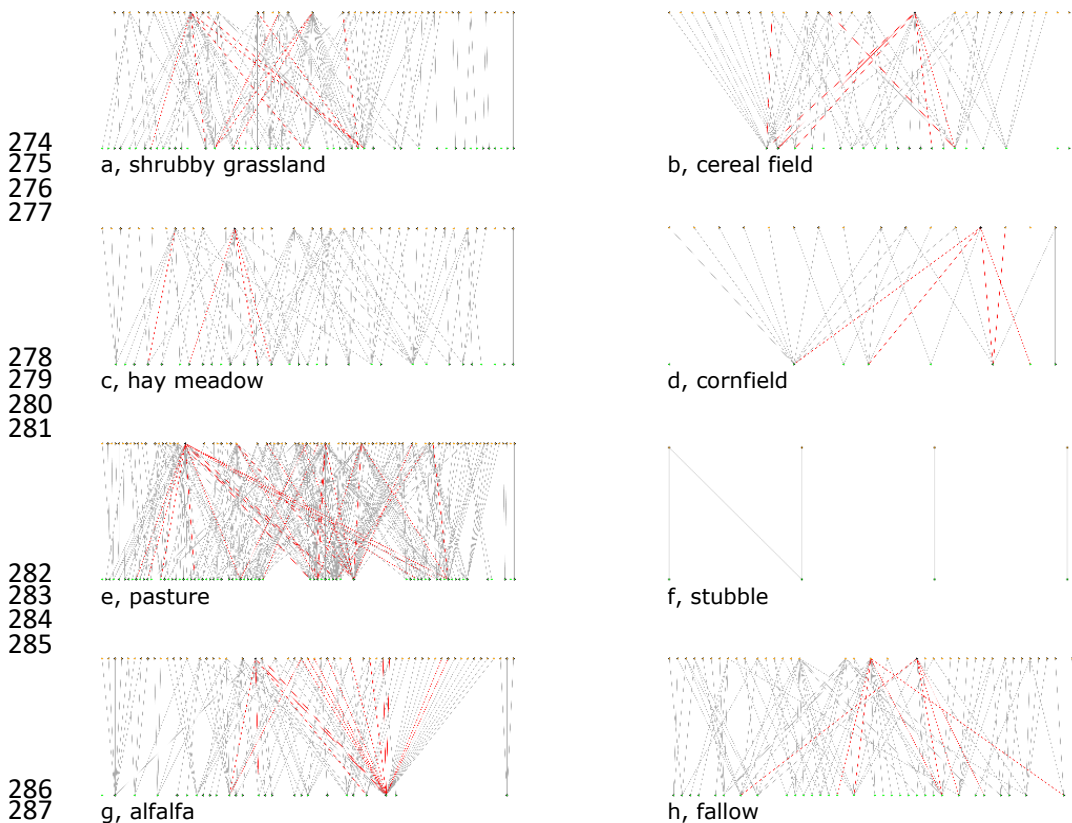 274
275
a, shrubby grassland
b, cereal field
276
277
278
279
c, hay meadow
d, cornfield
280
281
282
283
e, pasture
f, stubble
284
285
286
287
g, alfalfa
h, fallow